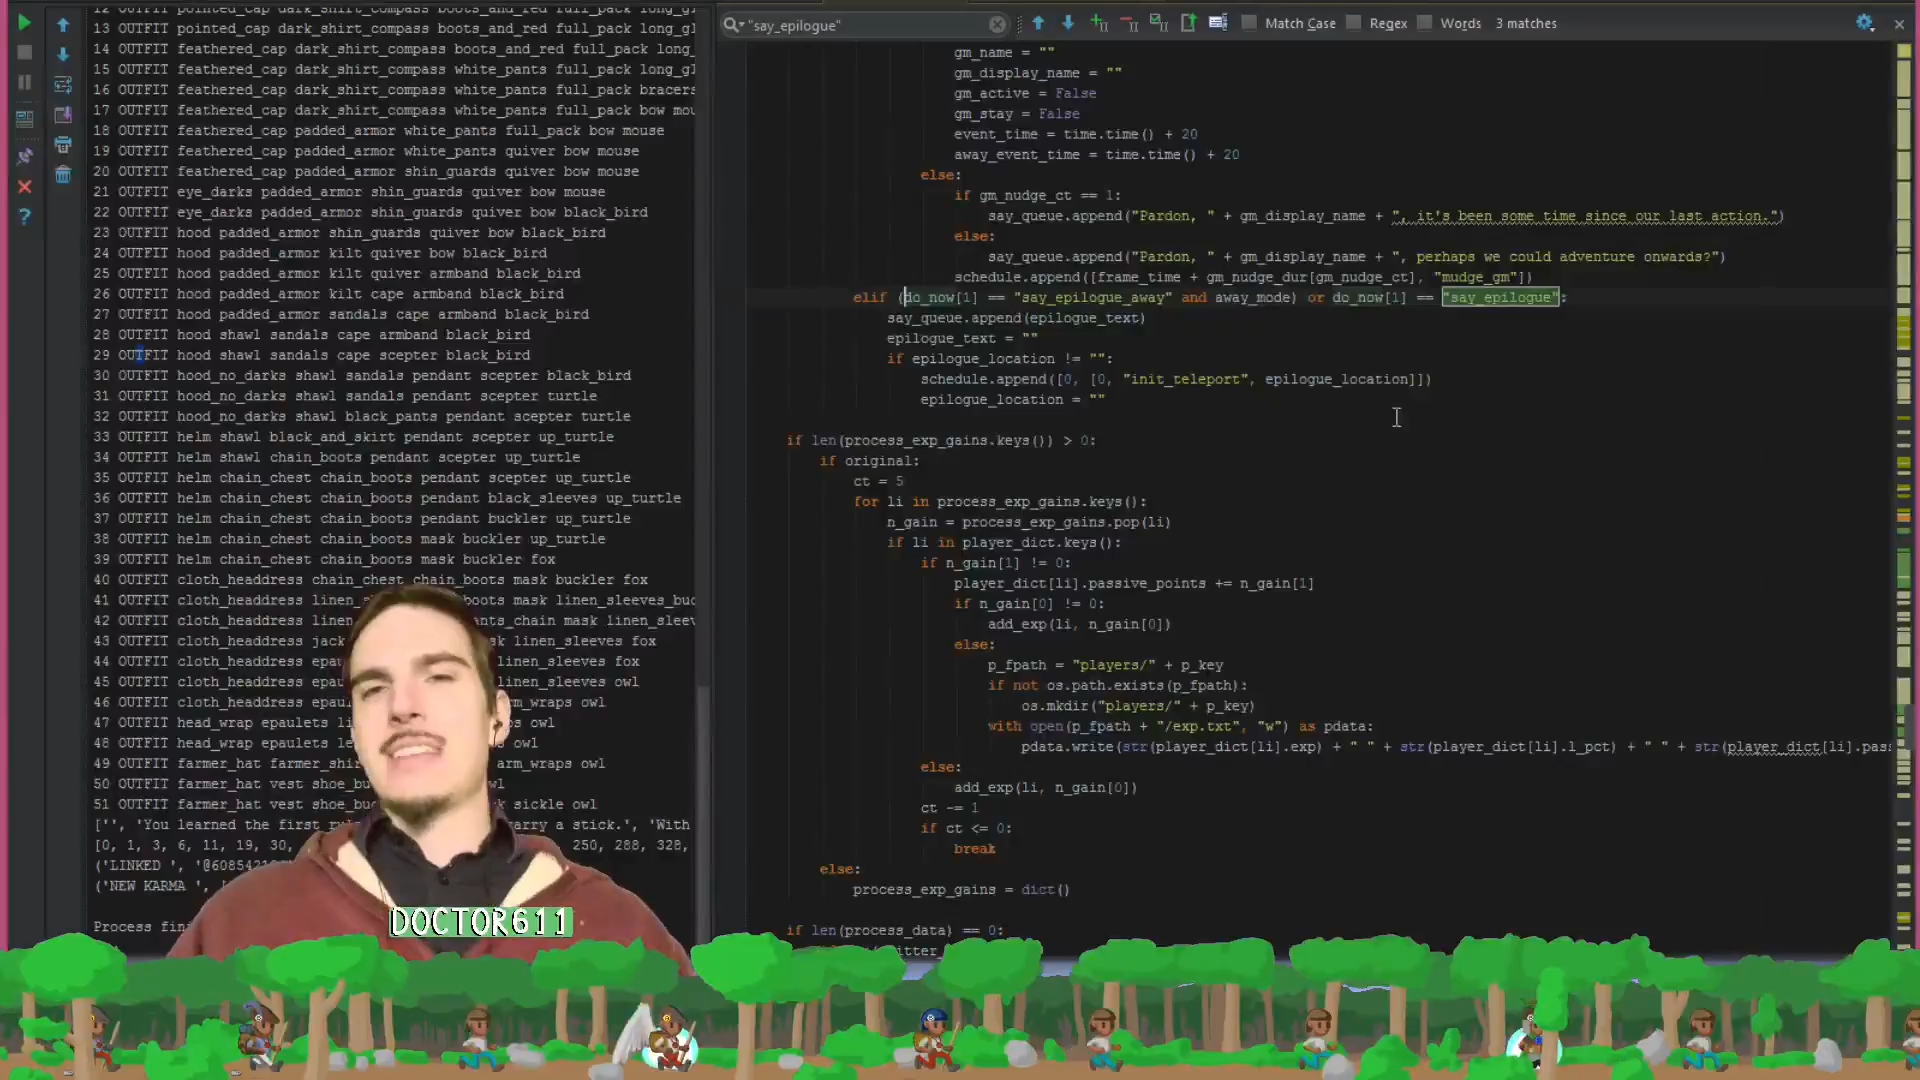 12 OUTFIT pointed_cap dark_shirt_compass boots_and_red full_pack long_gl
13 OUTFIT pointed_cap dark_shirt_compass boots_and_red full_pack long_gl
14 OUTFIT feathered_cap dark_shirt_compass boots_and_red full_pack long_
15 OUTFIT feathered_cap dark_shirt_compass white_pants full_pack long_gl
16 OUTFIT feathered_cap dark_shirt_compass white_pants full_pack bracers
17 OUTFIT feathered_cap dark_shirt_compass white_pants full_pack bow mou
18 OUTFIT feathered_cap padded_armor white_pants full_pack bow mouse
19 OUTFIT feathered_cap padded_armor white_pants quiver bow mouse
20 OUTFIT feathered_cap padded_armor shin_guards quiver bow mouse
21 OUTFIT eye_darks padded_armor shin_guards quiver bow mouse
22 OUTFIT eye_darks padded_armor shin_guards quiver bow black_bird
23 OUTFIT hood padded_armor shin_guards quiver bow black_bird
24 OUTFIT hood padded_armor kilt quiver bow black_bird
25 OUTFIT hood padded_armor kilt quiver armband black_bird
26 OUTFIT hood padded_armor kilt cape armband black_bird
27 OUTFIT hood padded_armor sandals cape armband black_bird
28 OUTFIT hood shawl sandals cape armband black_bird
29 OUTFIT hood shawl sandals cape scepter black_bird
30 OUTFIT hood_no_darks shawl sandals pendant scepter black_bird
31 OUTFIT hood_no_darks shawl sandals pendant scepter turtle
32 OUTFIT hood_no_darks shawl black_pants pendant scepter turtle
33 OUTFIT helm shawl black_and_skirt pendant scepter up_turtle
34 OUTFIT helm shawl chain_boots pendant scepter up_turtle
35 OUTFIT helm chain_chest chain_boots pendant scepter up_turtle
36 OUTFIT helm chain_chest chain_boots pendant black_sleeves up_turtle
37 OUTFIT helm chain_chest chain_boots pendant buckler up_turtle
38 OUTFIT helm chain_chest chain_boots mask buckler up_turtle
39 OUTFIT helm chain_chest chain_boots mask buckler fox
40 OUTFIT cloth_headdress chain_chest chain_boots mask buckler fox
41 OUTFIT cloth_headdress linen_ boots mask linen_sleeves_buc
42 OUTFIT cloth_headdress linen ants_chain mask linen_sleev
43 OUTFIT cloth_headdress jack sk linen_sleeves fox
44 OUTFIT cloth_headdress epau linen_sleeves fox
45 OUTFIT cloth_headdress epau linen_sleeves owl
46 OUTFIT cloth_headdress epau rm_wraps owl
47 OUTFIT head_wrap epaulets li s owl
48 OUTFIT head_wrap epaulets le owl
49 OUTFIT farmer_hat farmer_shir arm_wraps owl
50 OUTFIT farmer_hat vest shoe_bu wl
51 OUTFIT farmer_hat vest shoe_buc k sickle owl
['', 'You learned the first ru arry a stick.', 'With
[0, 1, 3, 6, 11, 19, 30, 250, 288, 328,
('LINKED ', '@6085421
('NEW KARMA ',
Process fin
DOCTOR611
"say_epilogue"
Match Case
Regex
Words
3 matches
gm_name = ""
gm_display_name = ""
gm_active = False
gm_stay = False
event_time = time.time() + 20
away_event_time = time.time() + 20
else:
if gm_nudge_ct == 1:
say_queue.append("Pardon, " + gm_display_name + ", it's been some time since our last action.")
else:
say_queue.append("Pardon, " + gm_display_name + ", perhaps we could adventure onwards?")
schedule.append([frame_time + gm_nudge_dur[gm_nudge_ct], "mudge_gm"])
elif (do_now[1] == "say_epilogue_away" and away_mode) or do_now[1] == "say_epilogue":
say_queue.append(epilogue_text)
epilogue_text = ""
if epilogue_location != "":
schedule.append([0, [0, "init_teleport", epilogue_location]])
epilogue_location = ""
if len(process_exp_gains.keys()) > 0:
if original:
ct = 5
for li in process_exp_gains.keys():
n_gain = process_exp_gains.pop(li)
if li in player_dict.keys():
if n_gain[1] != 0:
player_dict[li].passive_points += n_gain[1]
if n_gain[0] != 0:
add_exp(li, n_gain[0])
else:
p_fpath = "players/" + p_key
if not os.path.exists(p_fpath):
os.mkdir("players/" + p_key)
with open(p_fpath + "/exp.txt", "w") as pdata:
pdata.write(str(player_dict[li].exp) + " " + str(player_dict[li].l_pct) + " " + str(player_dict[li].pas
else:
add_exp(li, n_gain[0])
ct -= 1
if ct <= 0:
break
else:
process_exp_gains = dict()
if len(process_data) == 0: